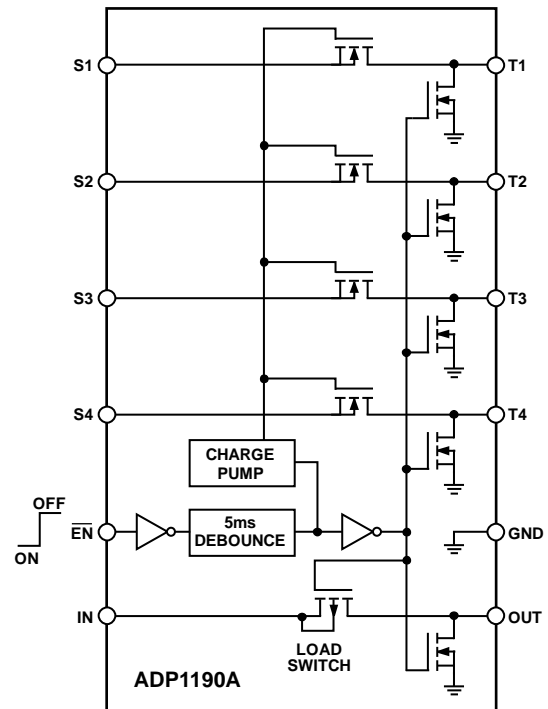 S1
T1
S2
T2
S3
T3
S4
T4
CHARGE
PUMP
OFF
ON
EN
5ms
DEBOUNCE
GND
IN
OUT
LOAD
SWITCH
ADP1190A